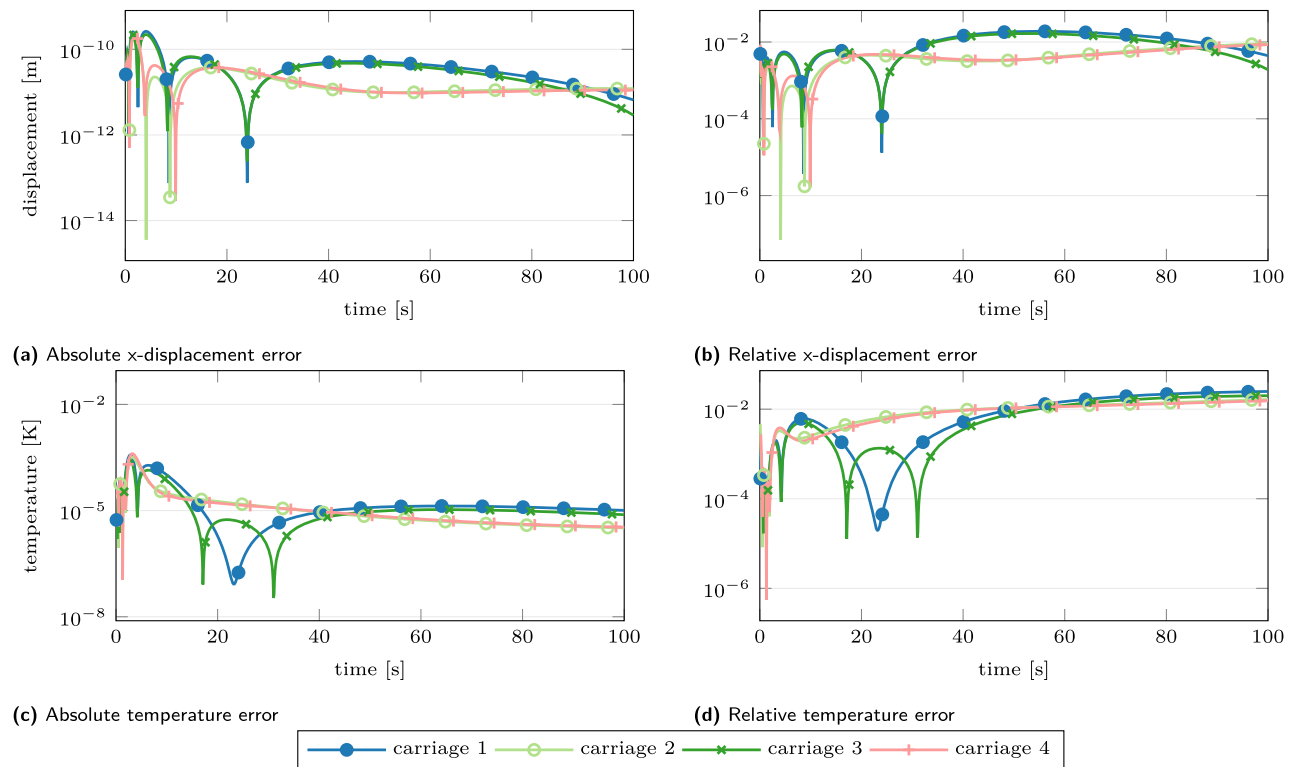 10^−10
10^−12
10^−14
displacement [m]
0 20 40 60 80 100
time [s]
(a) Absolute x-displacement error
10^−2
10^−4
10^−6
0 20 40 60 80 100
time [s]
(b) Relative x-displacement error
10^−2
10^−5
10^−8
temperature [K]
0 20 40 60 80 100
time [s]
(c) Absolute temperature error
10^−2
10^−4
10^−6
0 20 40 60 80 100
time [s]
(d) Relative temperature error
carriage 1 carriage 2 carriage 3 carriage 4